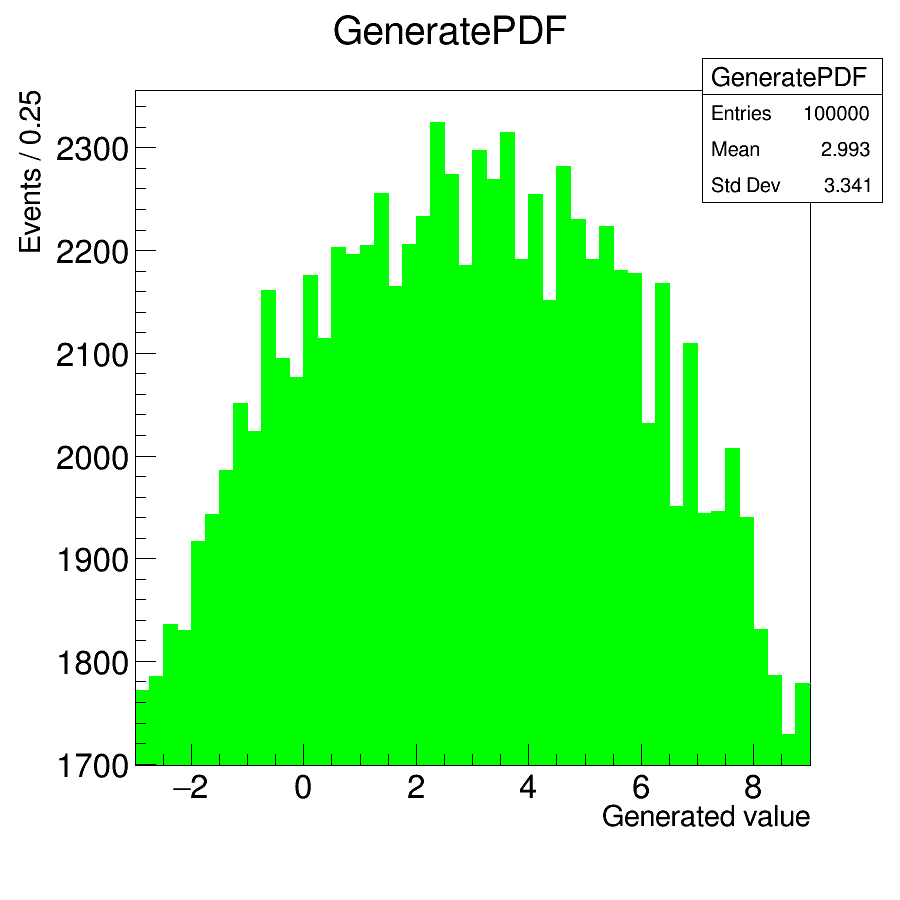 GeneratePDF
GeneratePDF
Entries 100000
Mean 2.993
Std Dev 3.341
Events / 0.25
2300
2200
2100
2000
1900
1800
1700
−2 0 2 4 6 8
Generated value